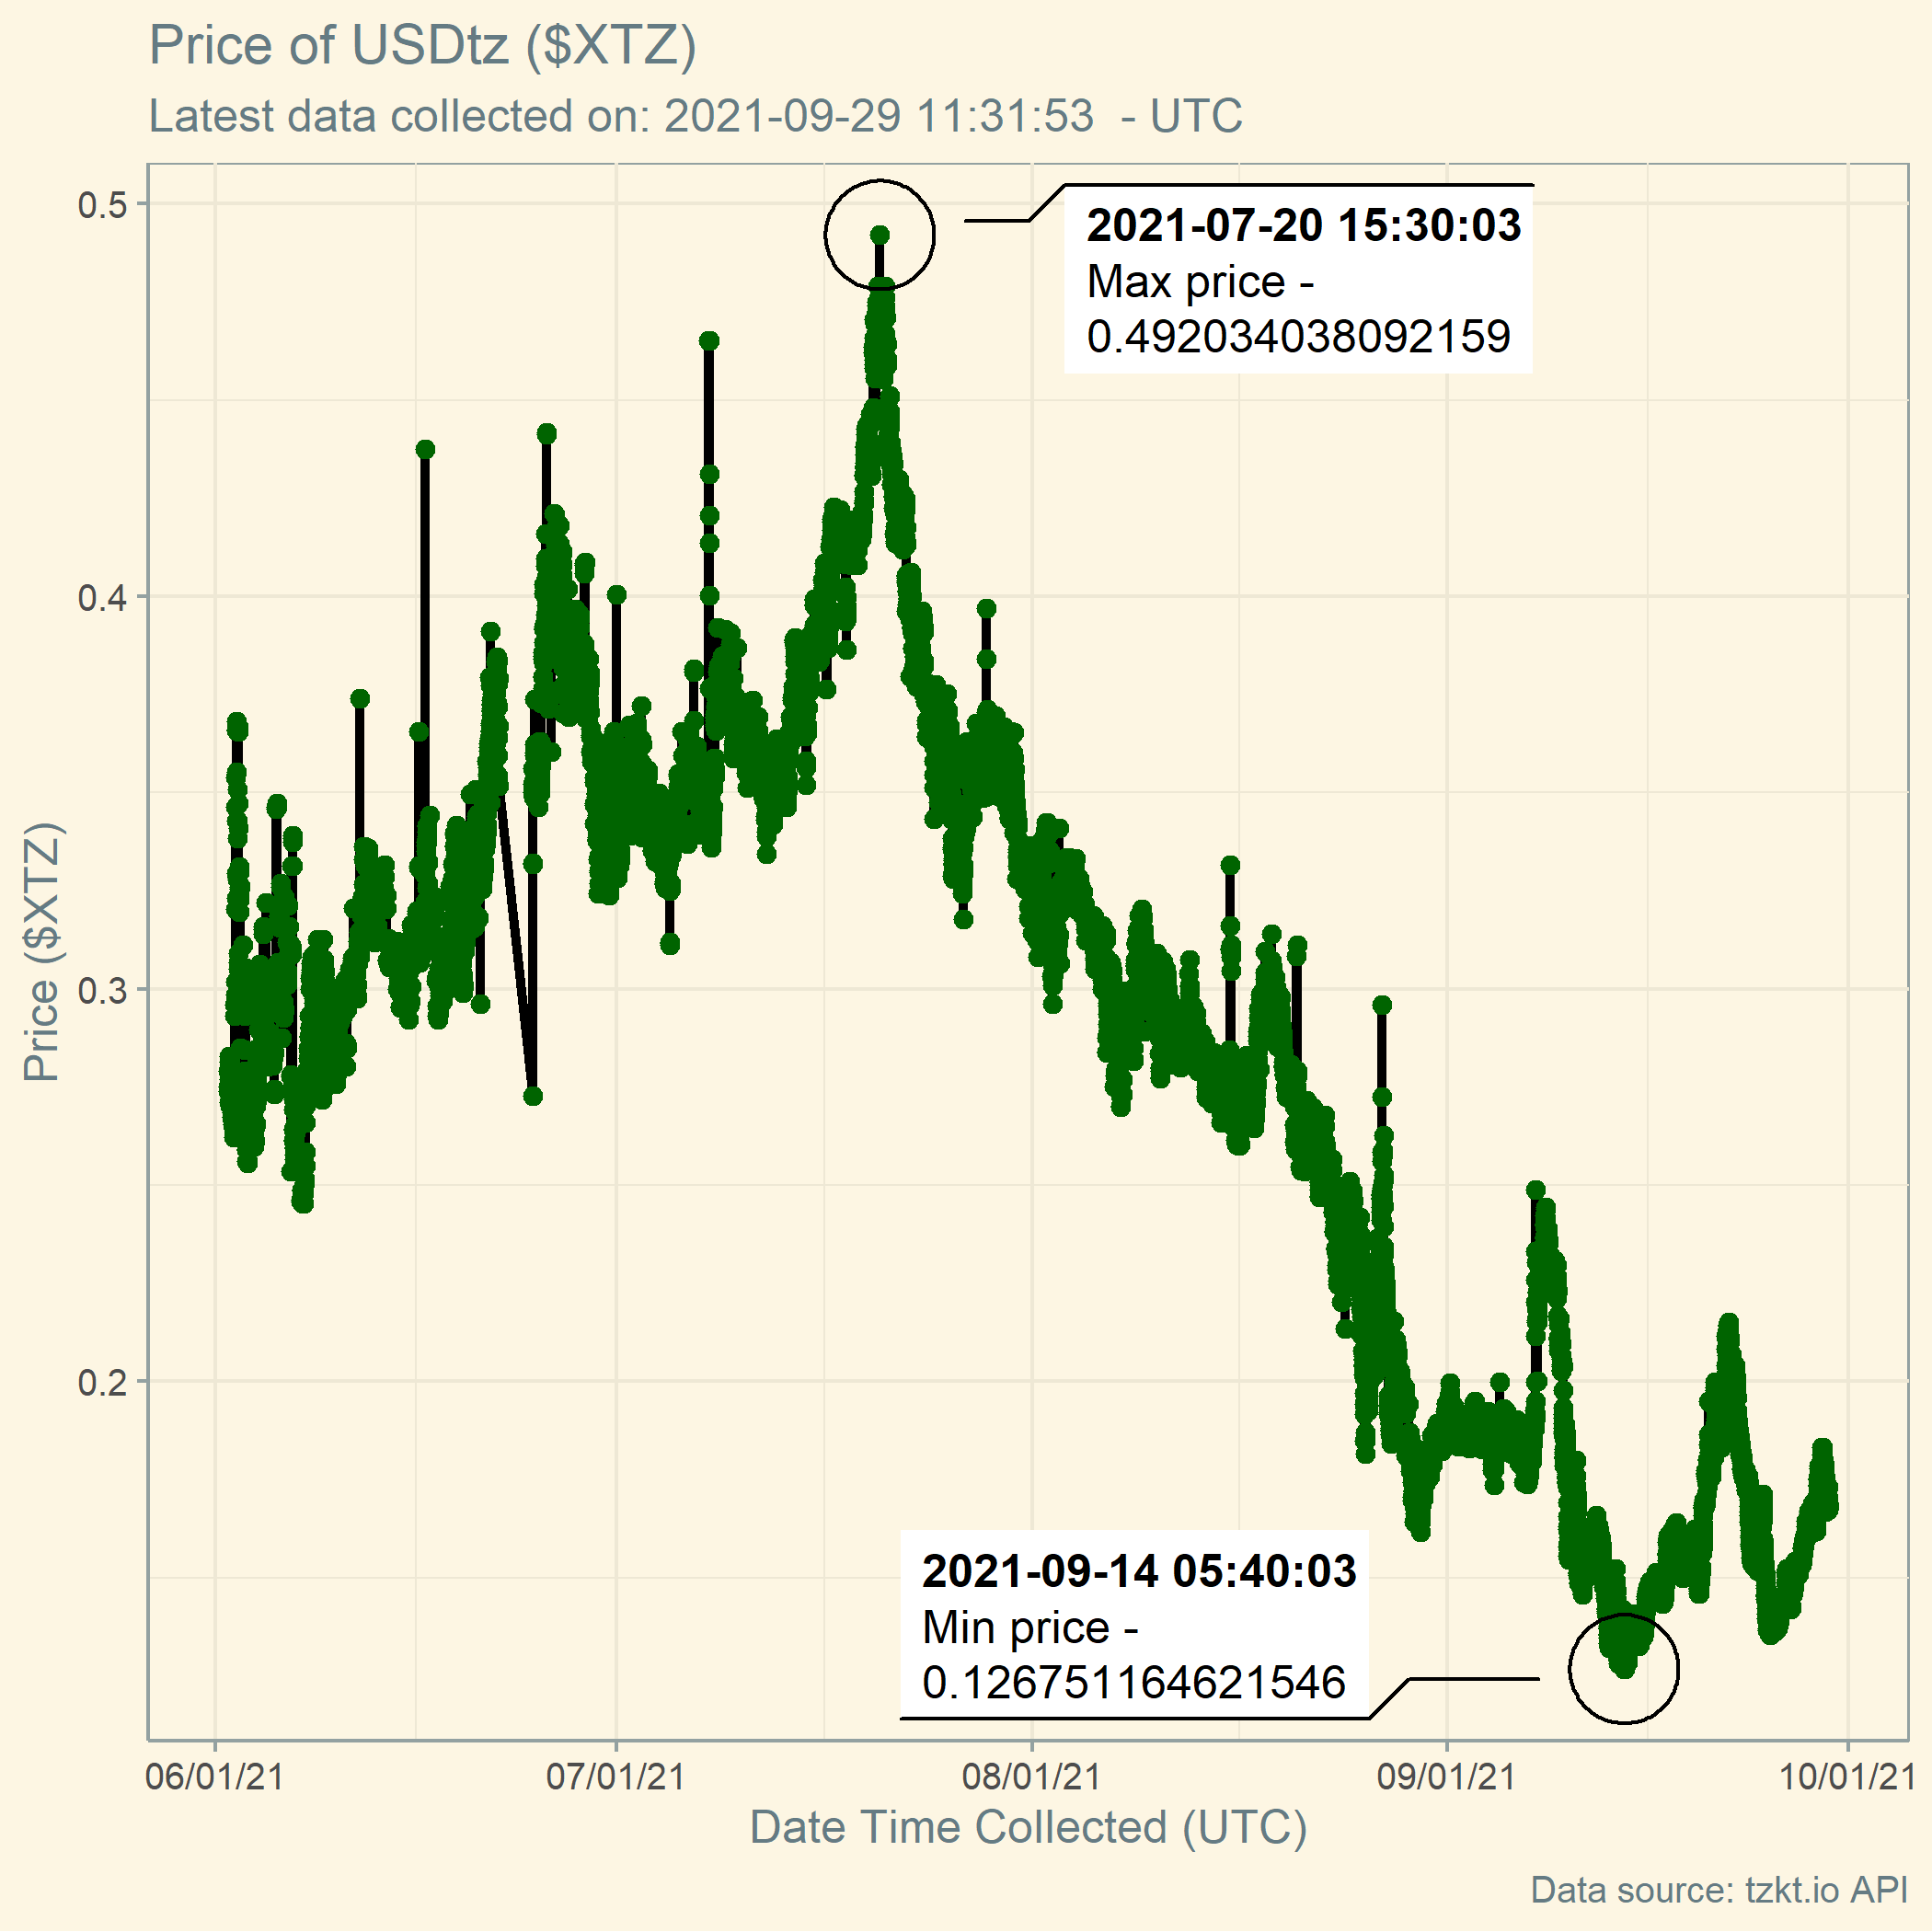 Price of USDtz ($XTZ)
Latest data collected on: 2021-09-29 11:31:53  - UTC
0.5
0.4
0.3
0.2
Price ($XTZ)
2021-07-20 15:30:03
Max price -
0.492034038092159
2021-09-14 05:40:03
Min price -
0.126751164621546
06/01/21
07/01/21
08/01/21
09/01/21
10/01/21
Date Time Collected (UTC)
Data source: tzkt.io API